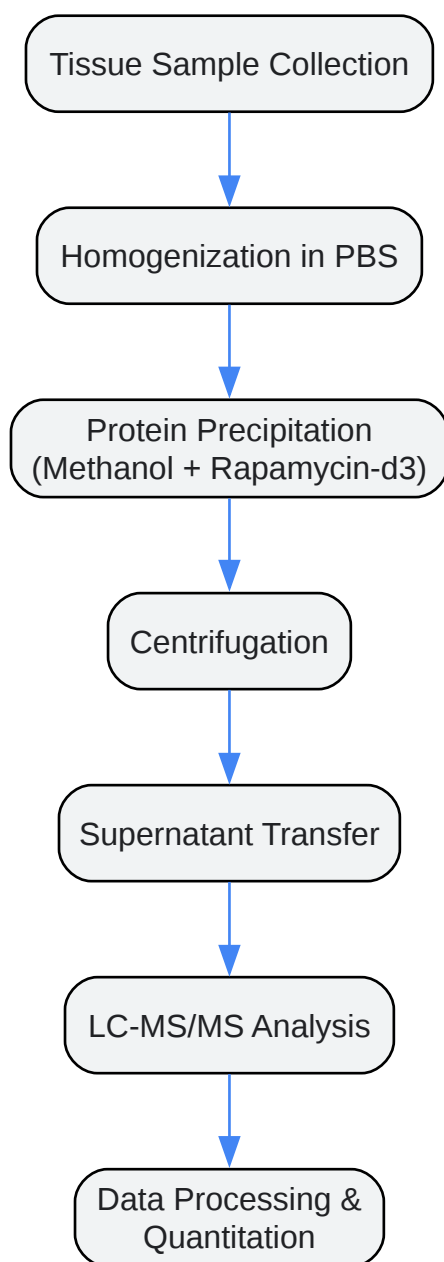 Tissue Sample Collection
Homogenization in PBS
Protein Precipitation
(Methanol + Rapamycin-d3)
Centrifugation
Supernatant Transfer
LC-MS/MS Analysis
Data Processing &
Quantitation